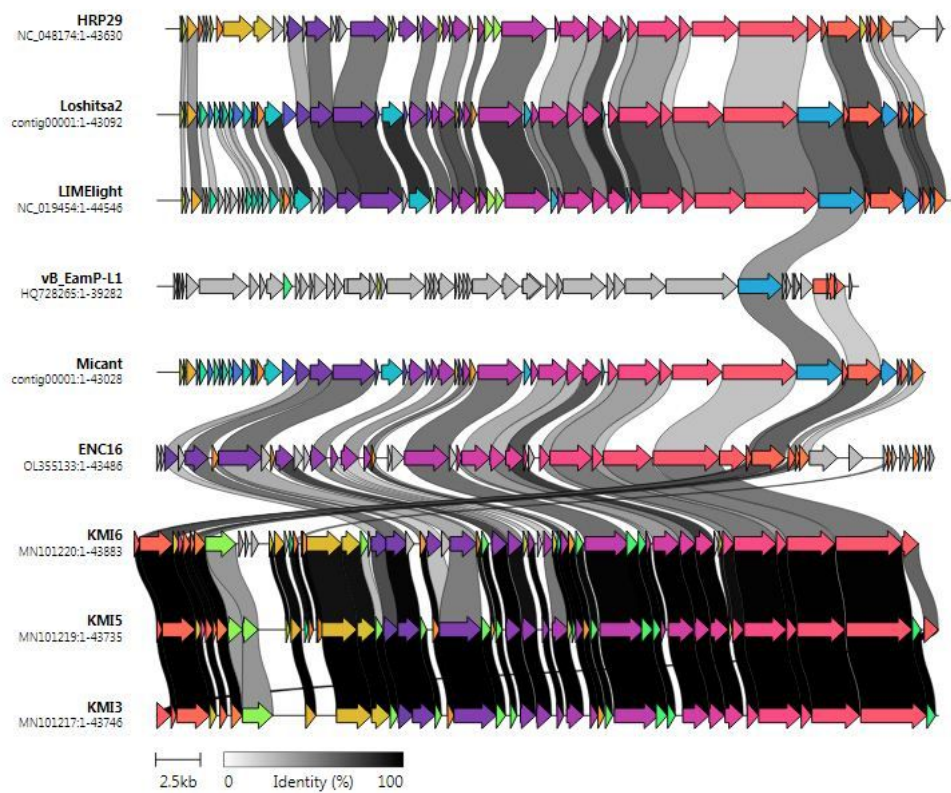 HRP29
NC_048174:1-43630
Loshitsa2
contig00001:1-43092
LIMElight
NC_019454:1-44546
vB_EamP-L1
HQ728265:1-39282
Micant
contig00001:1-43028
ENC16
OL355133:1-43486
KMI6
MN101220:1-43883
KMI5
MN101219:1-43735
KMI3
MN101217:1-43746
2.5kb
0 Identity (%) 100